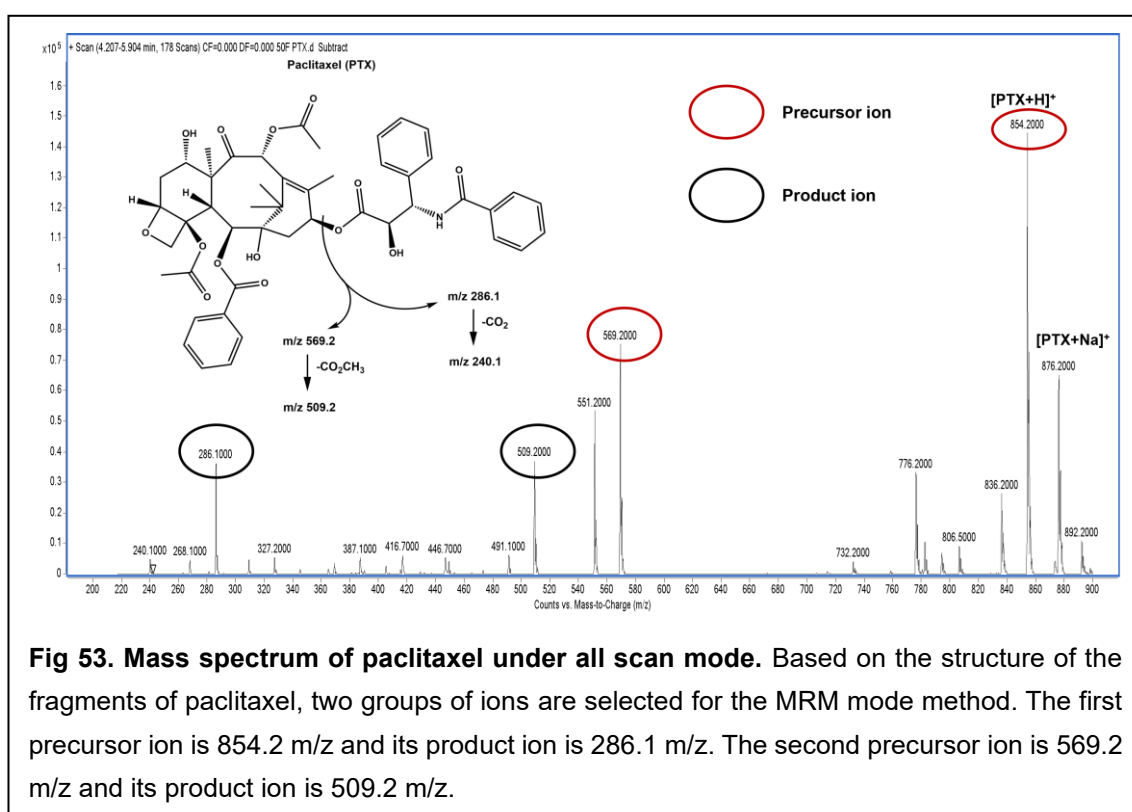 x10⁵ + Scan (4.207-5.904 min, 178 Scans) CF=0.000 DF=0.000 50F PTX.d Subtract
Paclitaxel (PTX)
1.6
1.5
1.4
1.3
1.2
1.1
1
0.9
0.8
0.7
0.6
0.5
0.4
0.3
0.2
0.1
0
O
O
OH
O
O
H
H
O
O
O
HO
O
O
O
O
OH
N
H
O
m/z 569.2
-CO₂CH₃
m/z 509.2
m/z 286.1
-CO₂
m/z 240.1
Precursor ion
Product ion
[PTX+H]⁺
854.2000
[PTX+Na]⁺
876.2000
569.2000
551.2000
286.1000
509.2000
776.2000
836.2000
240.1000
268.1000
327.2000
387.1000
416.7000
446.7000
491.1000
732.2000
806.5000
892.2000
200 220 240 260 280 300 320 340 360 380 400 420 440 460 480 500 520 540 560 580 600 620 640 660 680 700 720 740 760 780 800 820 840 860 880 900
Counts vs. Mass-to-Charge (m/z)
Fig 53. Mass spectrum of paclitaxel under all scan mode. Based on the structure of the
fragments of paclitaxel, two groups of ions are selected for the MRM mode method. The first
precursor ion is 854.2 m/z and its product ion is 286.1 m/z. The second precursor ion is 569.2
m/z and its product ion is 509.2 m/z.